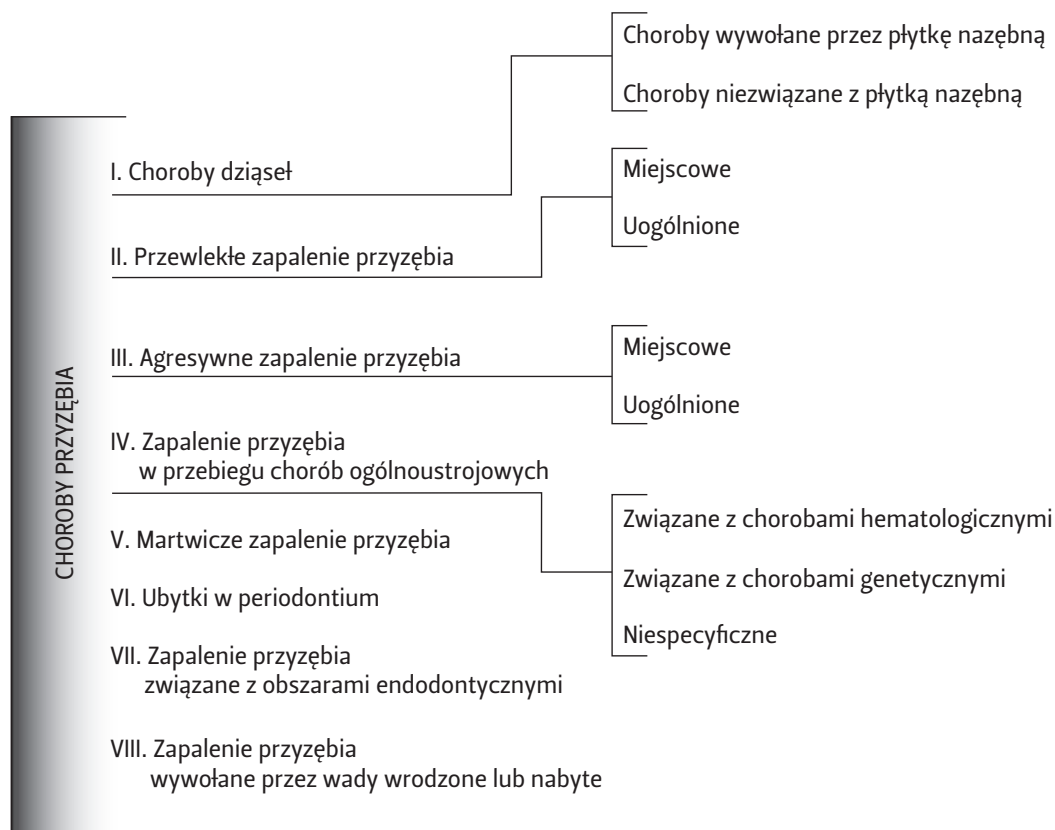 CHOROBY PRZYZĘBIA
I. Choroby dziąseł
Choroby wywołane przez płytkę nazębną
Choroby niezwiązane z płytką nazębną
II. Przewlekłe zapalenie przyzębia
Miejscowe
Uogólnione
III. Agresywne zapalenie przyzębia
Miejscowe
Uogólnione
IV. Zapalenie przyzębia
w przebiegu chorób ogólnoustrojowych
Związane z chorobami hematologicznymi
Związane z chorobami genetycznymi
Niespecyficzne
V. Martwicze zapalenie przyzębia
VI. Ubytki w periodontium
VII. Zapalenie przyzębia
związane z obszarami endodontycznymi
VIII. Zapalenie przyzębia
wywołane przez wady wrodzone lub nabyte